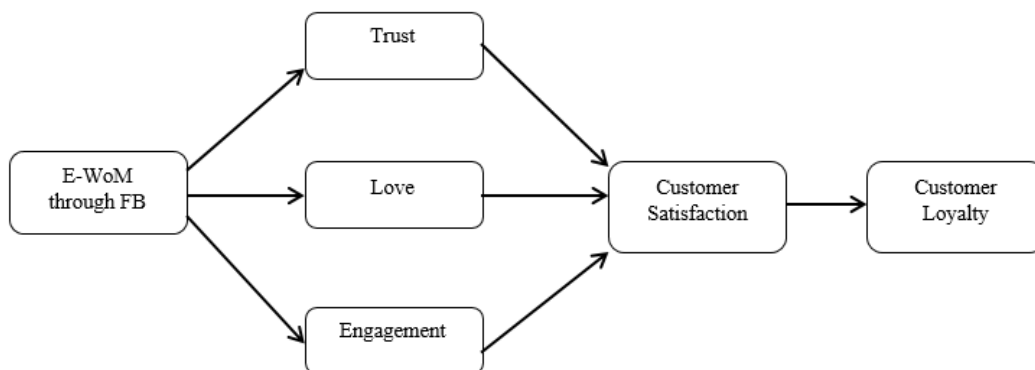 Trust
E-WoM
through FB
Love
Customer
Satisfaction
Customer
Loyalty
Engagement